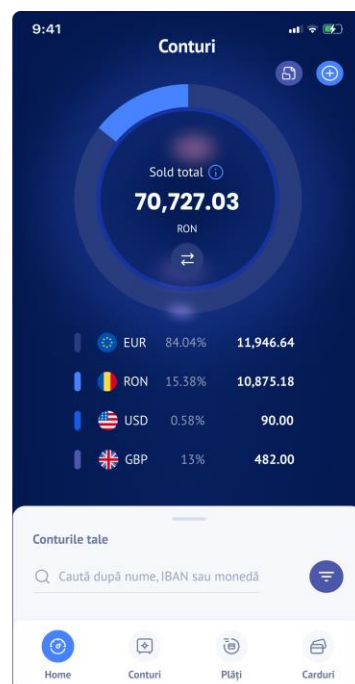 9:41
Conturi
Sold total
70,727.03
RON
EUR 84.04% 11,946.64
RON 15.38% 10,875.18
USD 0.58% 90.00
GBP 13% 482.00
Conturile tale
Caută după nume, IBAN sau monedă
Home Conturi Plăți Carduri